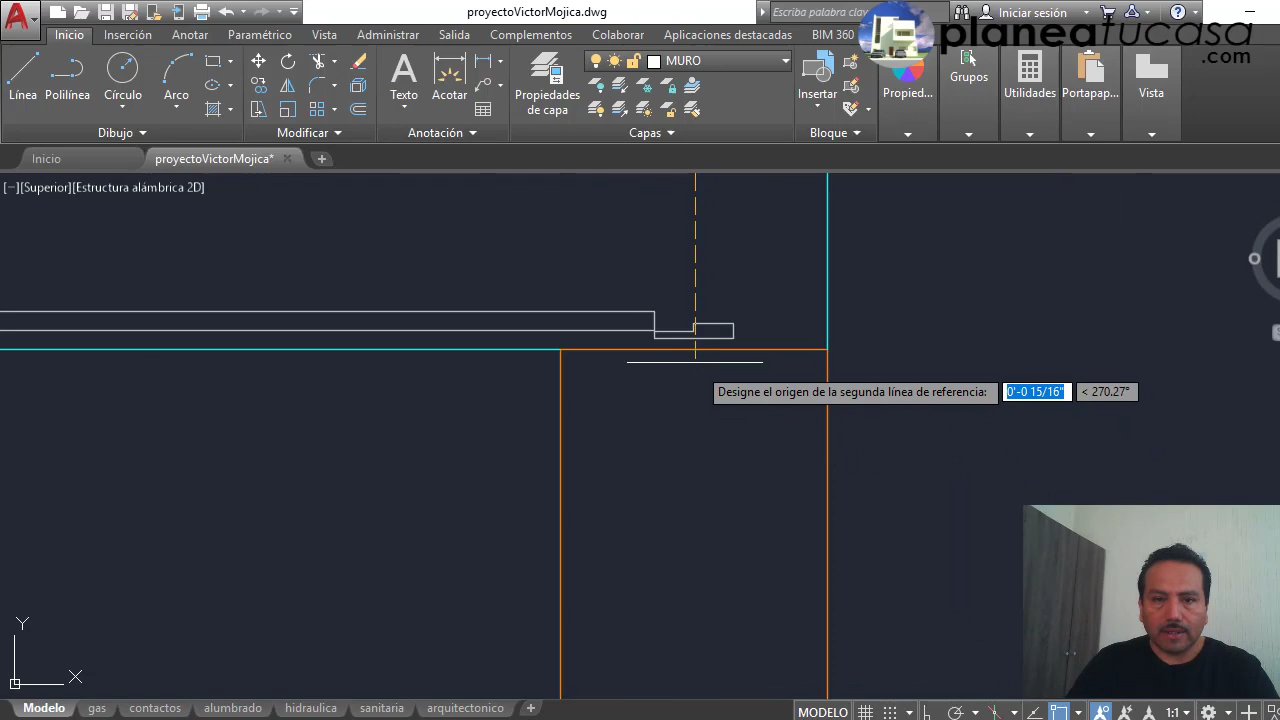 proyectoVictorMojica.dwg
Escriba palabra clave
Iniciar sesión
planeatucasa
.com
Inicio
Inserción
Anotar
Paramétrico
Vista
Administrar
Salida
Complementos
Colaborar
Aplicaciones destacadas
BIM 360
MURO
Línea
Polilínea
Círculo
Arco
Texto
Acotar
Propiedades
de capa
Insertar
Propied...
Grupos
Utilidades
Portapap...
Vista
Dibujo
Modificar
Anotación
Capas
Bloque
Inicio
proyectoVictorMojica*
[−][Superior][Estructura alámbrica 2D]
Designe el origen de la segunda línea de referencia:
0'-0 15/16"
< 270.27°
Y
X
Modelo
gas
contactos
alumbrado
hidraulica
sanitaria
arquitectonico
MODELO
1:1